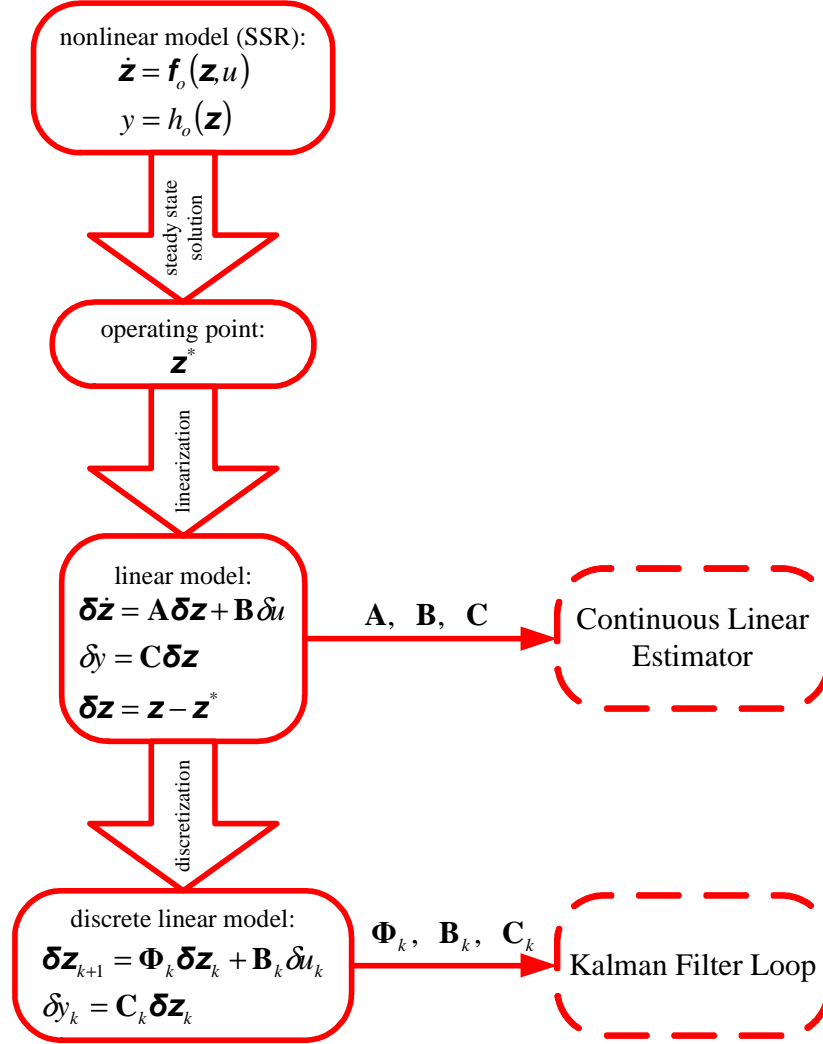 nonlinear model (SSR):
ż = f_o(z,u)
y = h_o(z)
steady state
solution
operating point:
z*
linearization
linear model:
δż = Aδz + Bδu
δy = Cδz
δz = z − z*
A, B, C
Continuous Linear
Estimator
discretization
discrete linear model:
δz_{k+1} = Φ_k δz_k + B_k δu_k
δy_k = C_k δz_k
Φ_k, B_k, C_k
Kalman Filter Loop